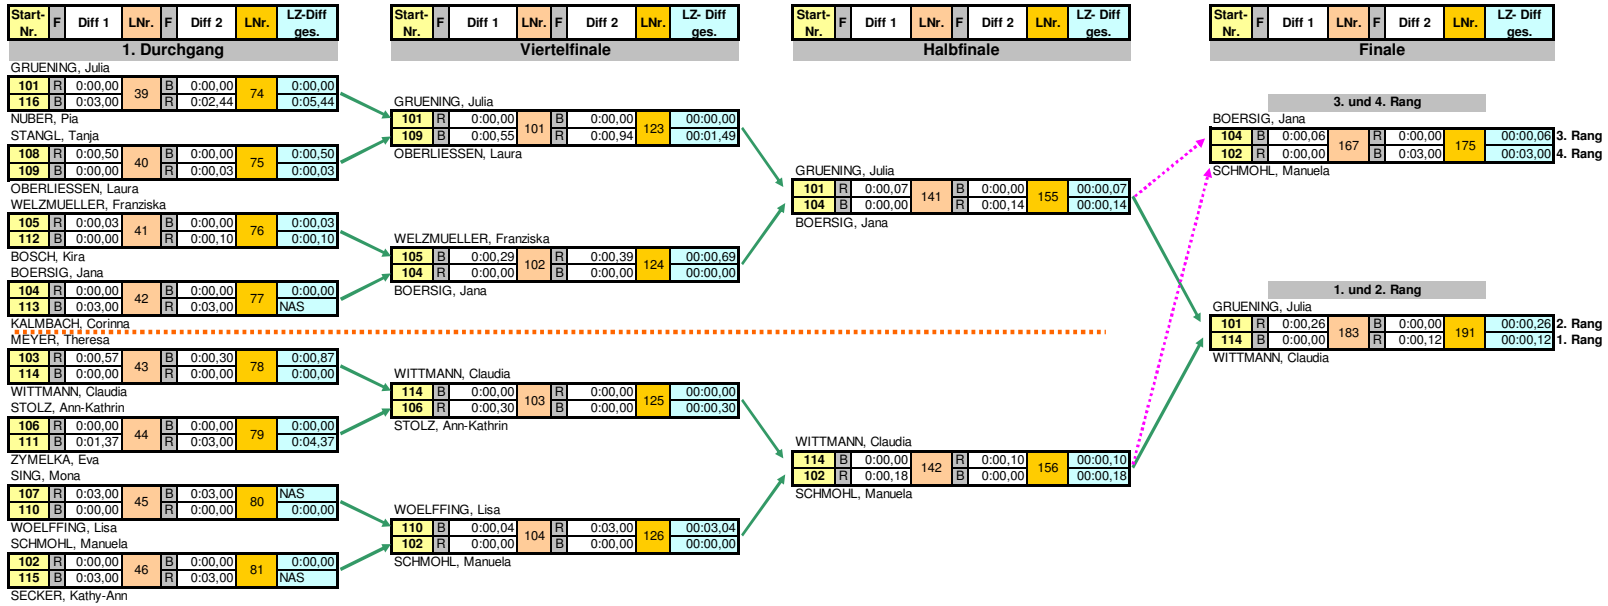 Start-Nr. F Diff 1 LNr. F Diff 2 LNr. LZ-Diff ges.
1. Durchgang
GRUENING, Julia
101 R 0:00,00 39 B 0:00,00 74 0:00,00
116 B 0:03,00 R 0:02,44 0:05,44
NUBER, Pia
STANGL, Tanja
108 R 0:00,50 40 B 0:00,00 75 0:00,50
109 B 0:00,00 R 0:00,03 0:00,03
OBERLIESSEN, Laura
WELZMUELLER, Franziska
105 R 0:00,03 41 B 0:00,00 76 0:00,03
112 B 0:00,00 R 0:00,10 0:00,10
BOSCH, Kira
BOERSIG, Jana
104 R 0:00,00 42 B 0:00,00 77 0:00,00
113 B 0:03,00 R 0:03,00 NAS
KALMBACH, Corinna
MEYER, Theresa
103 R 0:00,57 43 B 0:00,30 78 0:00,87
114 B 0:00,00 R 0:00,00 0:00,00
WITTMANN, Claudia
STOLZ, Ann-Kathrin
106 R 0:00,00 44 B 0:00,00 79 0:00,00
111 B 0:01,37 R 0:03,00 0:04,37
ZYMELKA, Eva
SING, Mona
107 R 0:03,00 45 B 0:03,00 80 NAS
110 B 0:00,00 R 0:00,00 0:00,00
WOELFFING, Lisa
SCHMOHL, Manuela
102 R 0:00,00 46 B 0:00,00 81 0:00,00
115 B 0:03,00 R 0:03,00 NAS
SECKER, Kathy-Ann
Start-Nr. F Diff 1 LNr. F Diff 2 LNr. LZ- Diff ges.
Viertelfinale
GRUENING, Julia
101 R 0:00,00 101 B 0:00,00 123 00:00,00
109 B 0:00,55 R 0:00,94 00:01,49
OBERLIESSEN, Laura
WELZMUELLER, Franziska
105 B 0:00,29 102 R 0:00,39 124 00:00,69
104 R 0:00,00 B 0:00,00 00:00,00
BOERSIG, Jana
WITTMANN, Claudia
114 B 0:00,00 103 R 0:00,00 125 00:00,00
106 R 0:00,30 B 0:00,00 00:00,30
STOLZ, Ann-Kathrin
WOELFFING, Lisa
110 B 0:00,04 104 R 0:03,00 126 00:03,04
102 R 0:00,00 B 0:00,00 00:00,00
SCHMOHL, Manuela
Start-Nr. F Diff 1 LNr. F Diff 2 LNr. LZ- Diff ges.
Halbfinale
GRUENING, Julia
101 R 0:00,07 141 B 0:00,00 155 00:00,07
104 B 0:00,00 R 0:00,14 00:00,14
BOERSIG, Jana
WITTMANN, Claudia
114 B 0:00,00 142 R 0:00,10 156 00:00,10
102 R 0:00,18 B 0:00,00 00:00,18
SCHMOHL, Manuela
Start-Nr. F Diff 1 LNr. F Diff 2 LNr. LZ- Diff ges.
Finale
3. und 4. Rang
BOERSIG, Jana
104 B 0:00,06 167 R 0:00,00 175 00:00,06 3. Rang
102 R 0:00,00 B 0:03,00 00:03,00 4. Rang
SCHMOHL, Manuela
1. und 2. Rang
GRUENING, Julia
101 R 0:00,26 183 B 0:00,00 191 00:00,26 2. Rang
114 B 0:00,00 R 0:00,12 00:00,12 1. Rang
WITTMANN, Claudia